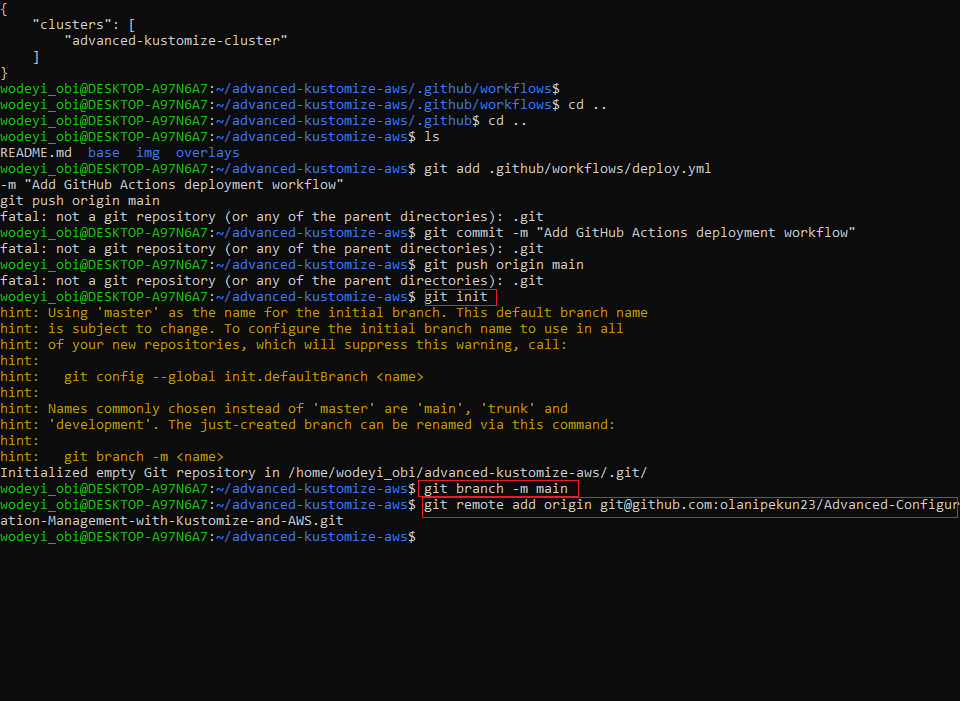 {
    "clusters": [
        "advanced-kustomize-cluster"
    ]
}
wodeyi_obi@DESKTOP-A97N6A7:~/advanced-kustomize-aws/.github/workflows$
wodeyi_obi@DESKTOP-A97N6A7:~/advanced-kustomize-aws/.github/workflows$ cd ..
wodeyi_obi@DESKTOP-A97N6A7:~/advanced-kustomize-aws/.github$ cd ..
wodeyi_obi@DESKTOP-A97N6A7:~/advanced-kustomize-aws$ ls
README.md  base  img  overlays
wodeyi_obi@DESKTOP-A97N6A7:~/advanced-kustomize-aws$ git add .github/workflows/deploy.yml
-m "Add GitHub Actions deployment workflow"
git push origin main
fatal: not a git repository (or any of the parent directories): .git
wodeyi_obi@DESKTOP-A97N6A7:~/advanced-kustomize-aws$ git commit -m "Add GitHub Actions deployment workflow"
fatal: not a git repository (or any of the parent directories): .git
wodeyi_obi@DESKTOP-A97N6A7:~/advanced-kustomize-aws$ git push origin main
fatal: not a git repository (or any of the parent directories): .git
wodeyi_obi@DESKTOP-A97N6A7:~/advanced-kustomize-aws$ git init
hint: Using 'master' as the name for the initial branch. This default branch name
hint: is subject to change. To configure the initial branch name to use in all
hint: of your new repositories, which will suppress this warning, call:
hint:
hint:   git config --global init.defaultBranch <name>
hint:
hint: Names commonly chosen instead of 'master' are 'main', 'trunk' and
hint: 'development'. The just-created branch can be renamed via this command:
hint:
hint:   git branch -m <name>
Initialized empty Git repository in /home/wodeyi_obi/advanced-kustomize-aws/.git/
wodeyi_obi@DESKTOP-A97N6A7:~/advanced-kustomize-aws$ git branch -m main
wodeyi_obi@DESKTOP-A97N6A7:~/advanced-kustomize-aws$ git remote add origin git@github.com:olanipekun23/Advanced-Configur
ation-Management-with-Kustomize-and-AWS.git
wodeyi_obi@DESKTOP-A97N6A7:~/advanced-kustomize-aws$